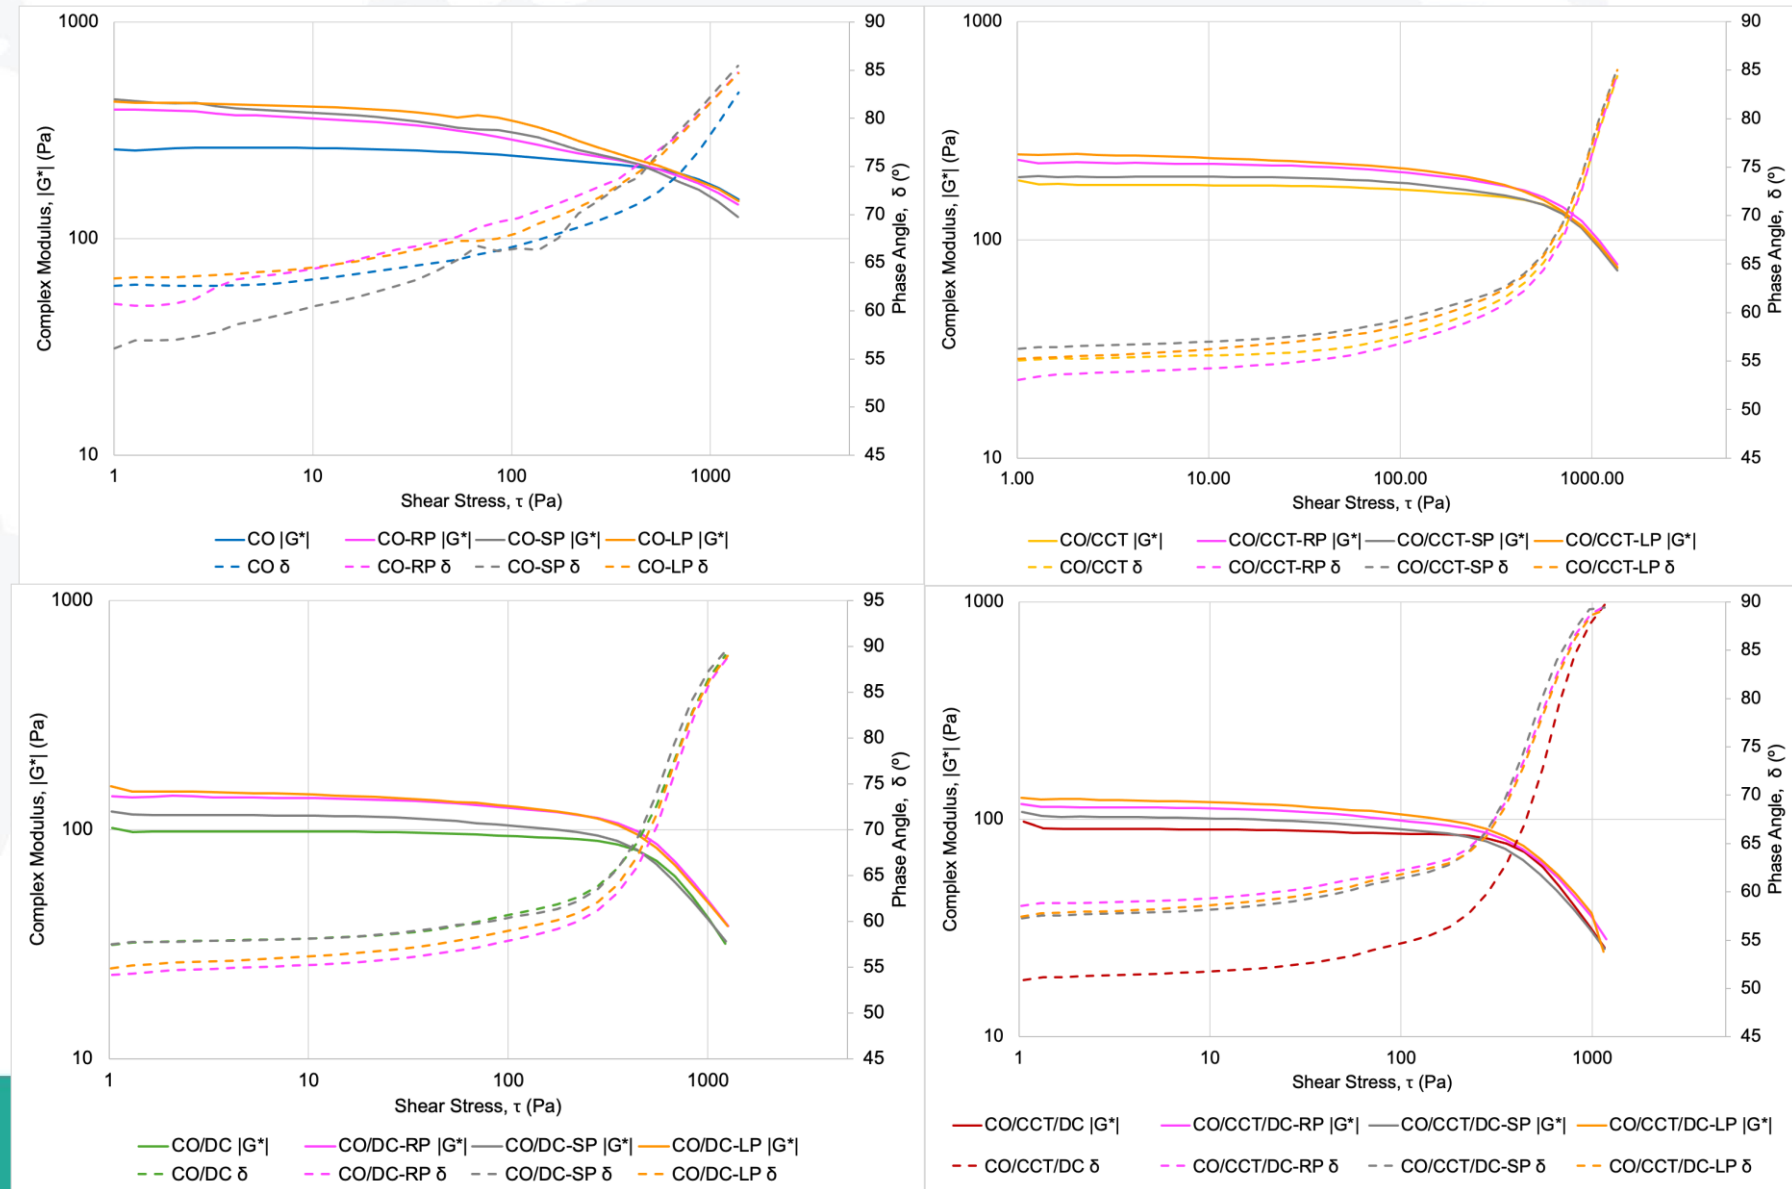 1000
100
10
Complex Modulus, |G*| (Pa)
90
85
80
75
70
65
60
55
50
45
Phase Angle, δ (º)
1 10 100 1000
Shear Stress, τ (Pa)
CO |G*| CO-RP |G*| CO-SP |G*| CO-LP |G*|
CO δ CO-RP δ CO-SP δ CO-LP δ
1000
100
10
Complex Modulus, |G*| (Pa)
90
85
80
75
70
65
60
55
50
45
Phase Angle, δ (º)
1.00 10.00 100.00 1000.00
Shear Stress, τ (Pa)
CO/CCT |G*| CO/CCT-RP |G*| CO/CCT-SP |G*| CO/CCT-LP |G*|
CO/CCT δ CO/CCT-RP δ CO/CCT-SP δ CO/CCT-LP δ
1000
100
10
Complex Modulus, |G*| (Pa)
95
90
85
80
75
70
65
60
55
50
45
Phase Angle, δ (º)
1 10 100 1000
Shear Stress, τ (Pa)
CO/DC |G*| CO/DC-RP |G*| CO/DC-SP |G*| CO/DC-LP |G*|
CO/DC δ CO/DC-RP δ CO/DC-SP δ CO/DC-LP δ
1000
100
10
Complex Modulus, |G*| (Pa)
90
85
80
75
70
65
60
55
50
45
Phase Angle, δ (º)
1 10 100 1000
Shear Stress, τ (Pa)
CO/CCT/DC |G*| CO/CCT/DC-RP |G*| CO/CCT/DC-SP |G*| CO/CCT/DC-LP |G*|
CO/CCT/DC δ CO/CCT/DC-RP δ CO/CCT/DC-SP δ CO/CCT/DC-LP δ